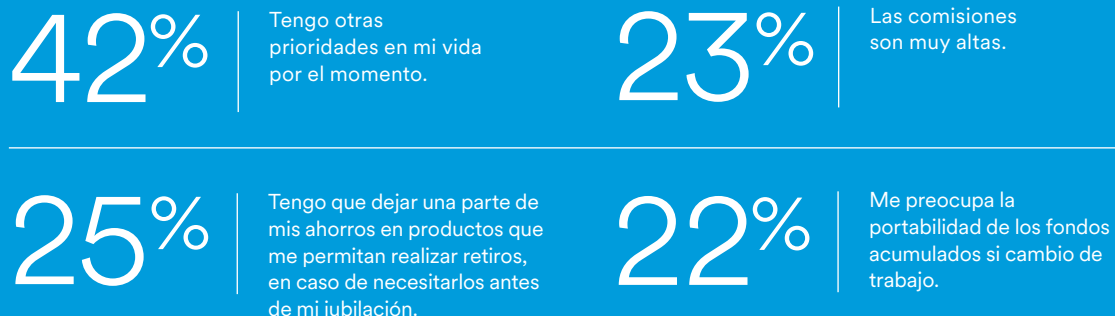 42%
Tengo otras
prioridades en mi vida
por el momento.
23%
Las comisiones
son muy altas.
25%
Tengo que dejar una parte de
mis ahorros en productos que
me permitan realizar retiros,
en caso de necesitarlos antes
de mi jubilación.
22%
Me preocupa la
portabilidad de los fondos
acumulados si cambio de
trabajo.